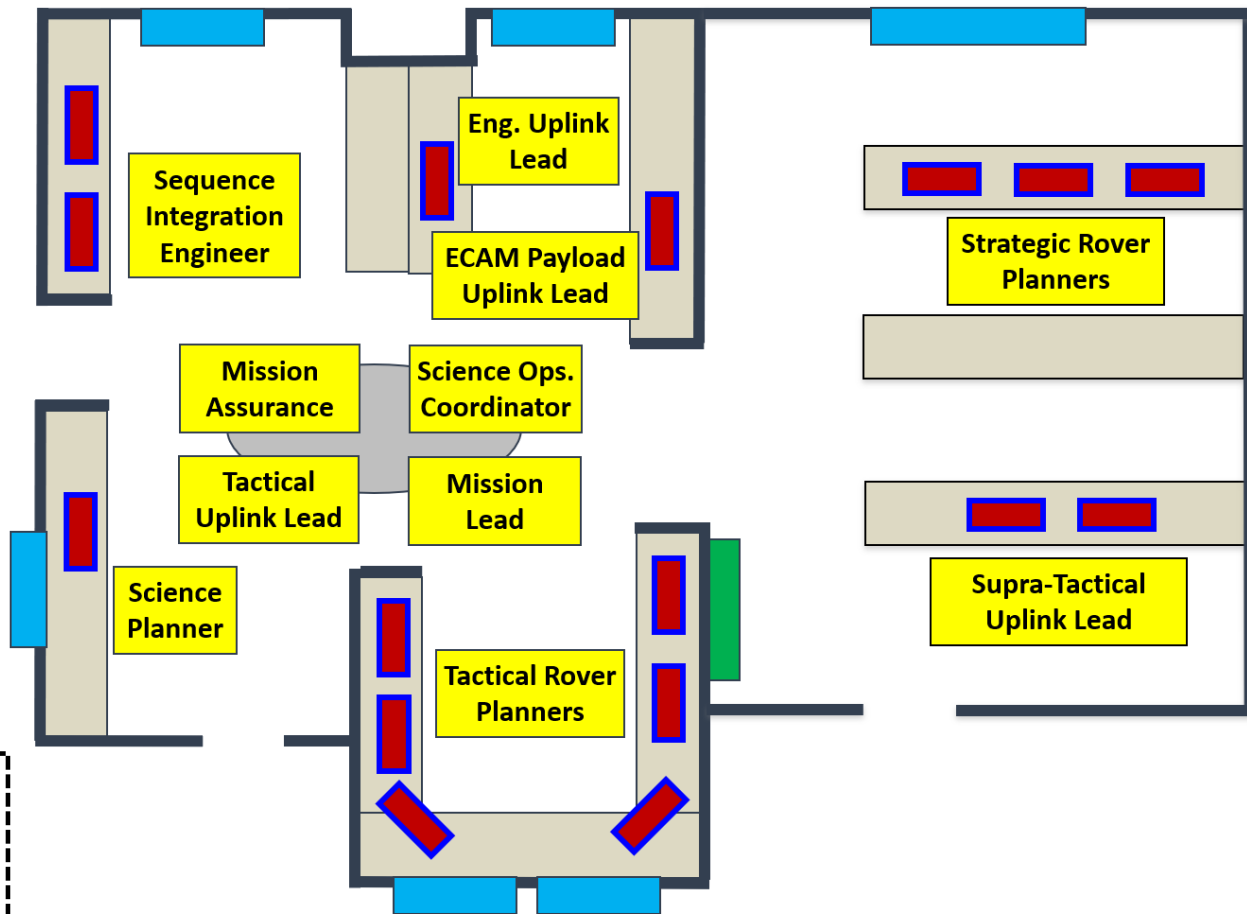 Eng. Uplink
Lead
Sequence
Integration
Engineer
ECAM Payload
Uplink Lead
Strategic Rover
Planners
Mission
Assurance
Science Ops.
Coordinator
Tactical
Uplink Lead
Mission
Lead
Science
Planner
Supra-Tactical
Uplink Lead
Tactical Rover
Planners